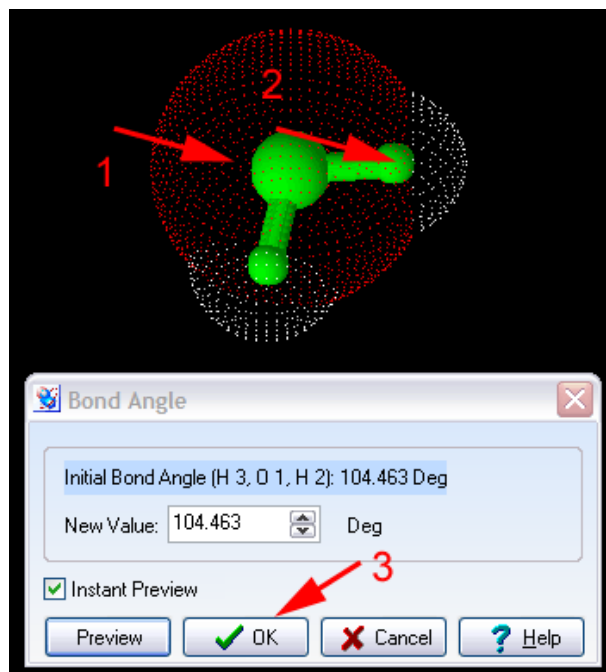 2
1
Bond Angle
Initial Bond Angle (H 3, O 1, H 2): 104.463 Deg
New Value: 104.463 Deg
3
Instant Preview
Preview OK Cancel ? Help